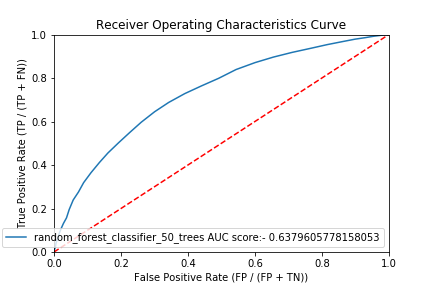 Receiver Operating Characteristics Curve
1.0
0.8
0.6
0.4
0.2
0.0
True Positive Rate (TP / (TP + FN))
random_forest_classifier_50_trees AUC score:- 0.6379605778158053
0.0 0.2 0.4 0.6 0.8 1.0
False Positive Rate (FP / (FP + TN))